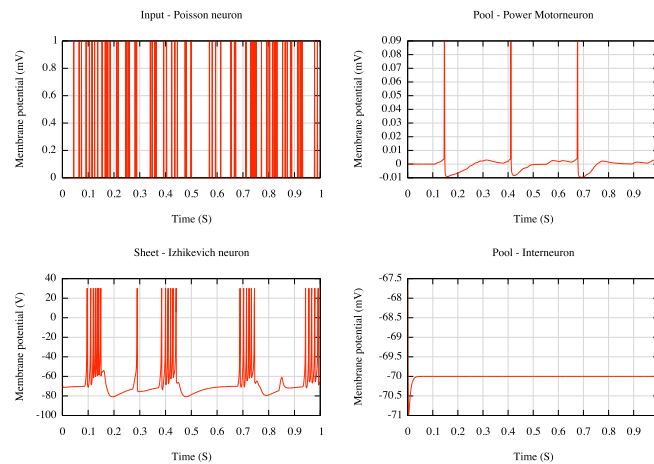 Input - Poisson neuron
Membrane potential (mV)
1
0.8
0.6
0.4
0.2
0
0 0.1 0.2 0.3 0.4 0.5 0.6 0.7 0.8 0.9 1
Time (S)
Pool - Power Motorneuron
Membrane potential (mV)
0.09
0.08
0.07
0.06
0.05
0.04
0.03
0.02
0.01
0
-0.01
0 0.1 0.2 0.3 0.4 0.5 0.6 0.7 0.8 0.9
Time (S)
Sheet - Izhikevich neuron
Membrane potential (V)
40
20
0
-20
-40
-60
-80
-100
0 0.1 0.2 0.3 0.4 0.5 0.6 0.7 0.8 0.9 1
Time (S)
Pool - Interneuron
Membrane potential (mV)
-67.5
-68
-68.5
-69
-69.5
-70
-70.5
-71
0 0.1 0.2 0.3 0.4 0.5 0.6 0.7 0.8 0.9
Time (S)